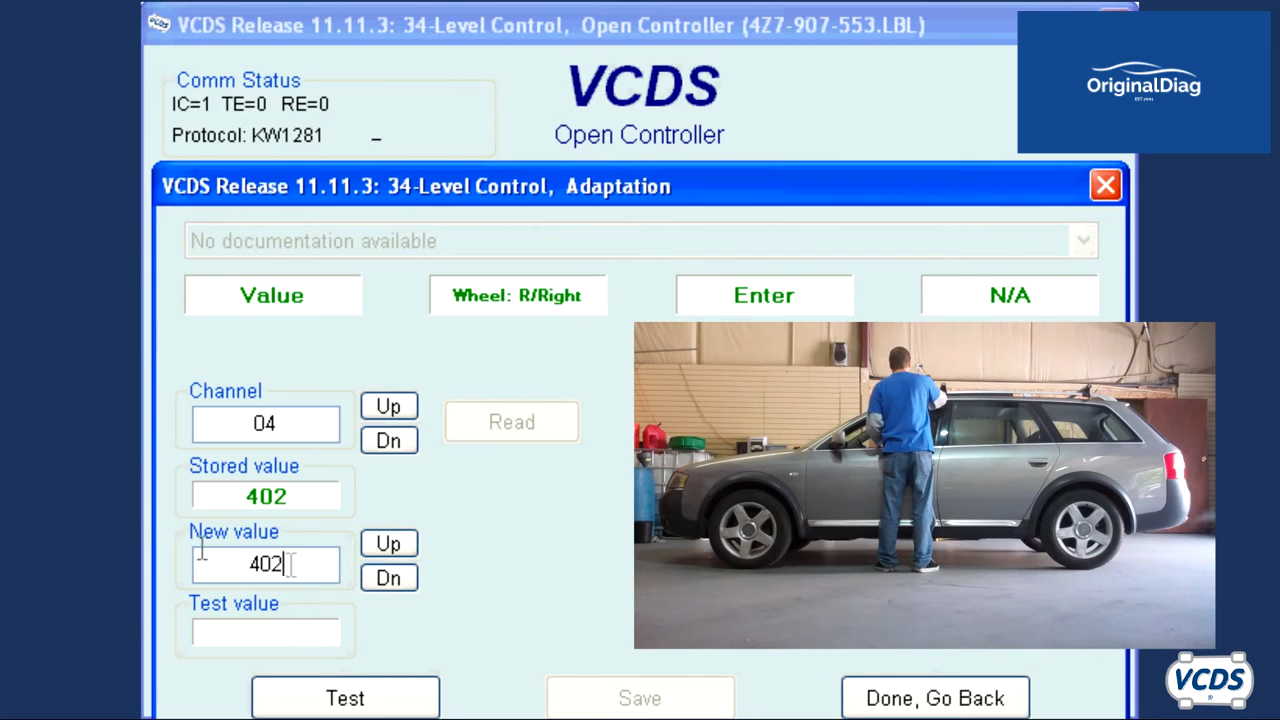 VCDS Release 11.11.3: 34-Level Control, Open Controller (4Z7-907-553.LBL)
OriginalDiag
EST 2001
Comm Status
IC=1 TE=0 RE=0
Protocol: KW1281
VCDS
Open Controller
VCDS Release 11.11.3: 34-Level Control, Adaptation
No documentation available
Value
Wheel: R/Right
Enter
N/A
Channel
04
Up
Dn
Read
Stored value
402
New value
402
Up
Dn
Test value
Test
Save
Done, Go Back
VCDS